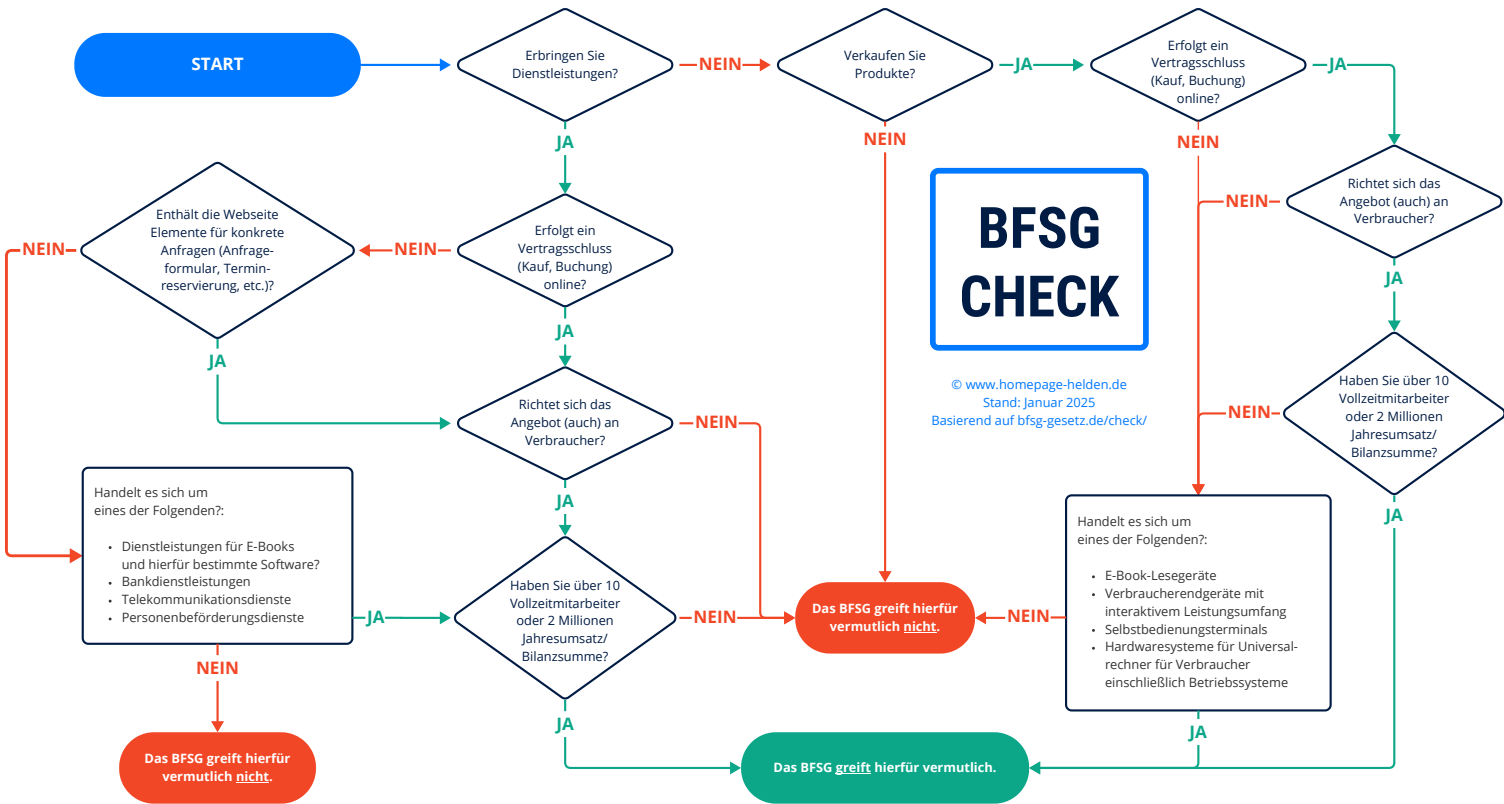 START
Erbringen Sie
Dienstleistungen?
NEIN
Verkaufen Sie
Produkte?
JA
Erfolgt ein
Vertragsschluss
(Kauf, Buchung)
online?
JA
JA
NEIN
NEIN
Enthält die Webseite
Elemente für konkrete
Anfragen (Anfrage-
formular, Termin-
reservierung, etc.)?
NEIN
NEIN
Erfolgt ein
Vertragsschluss
(Kauf, Buchung)
online?
BFSG
CHECK
NEIN
Richtet sich das
Angebot (auch) an
Verbraucher?
JA
JA
JA
© www.homepage-helden.de
Stand: Januar 2025
Basierend auf bfsg-gesetz.de/check/
Richtet sich das
Angebot (auch) an
Verbraucher?
NEIN
NEIN
Haben Sie über 10
Vollzeitmitarbeiter
oder 2 Millionen
Jahresumsatz/
Bilanzsumme?
JA
JA
Handelt es sich um
eines der Folgenden?:
• Dienstleistungen für E-Books
und hierfür bestimmte Software?
• Bankdienstleistungen
• Telekommunikationsdienste
• Personenbeförderungsdienste
JA
Haben Sie über 10
Vollzeitmitarbeiter
oder 2 Millionen
Jahresumsatz/
Bilanzsumme?
NEIN
Das BFSG greift hierfür
vermutlich nicht.
NEIN
Handelt es sich um
eines der Folgenden?:
• E-Book-Lesegeräte
• Verbraucherendgeräte mit
interaktivem Leistungsumfang
• Selbstbedienungsterminals
• Hardwaresysteme für Universal-
rechner für Verbraucher
einschließlich Betriebssysteme
NEIN
JA
JA
Das BFSG greift hierfür
vermutlich nicht.
Das BFSG greift hierfür vermutlich.